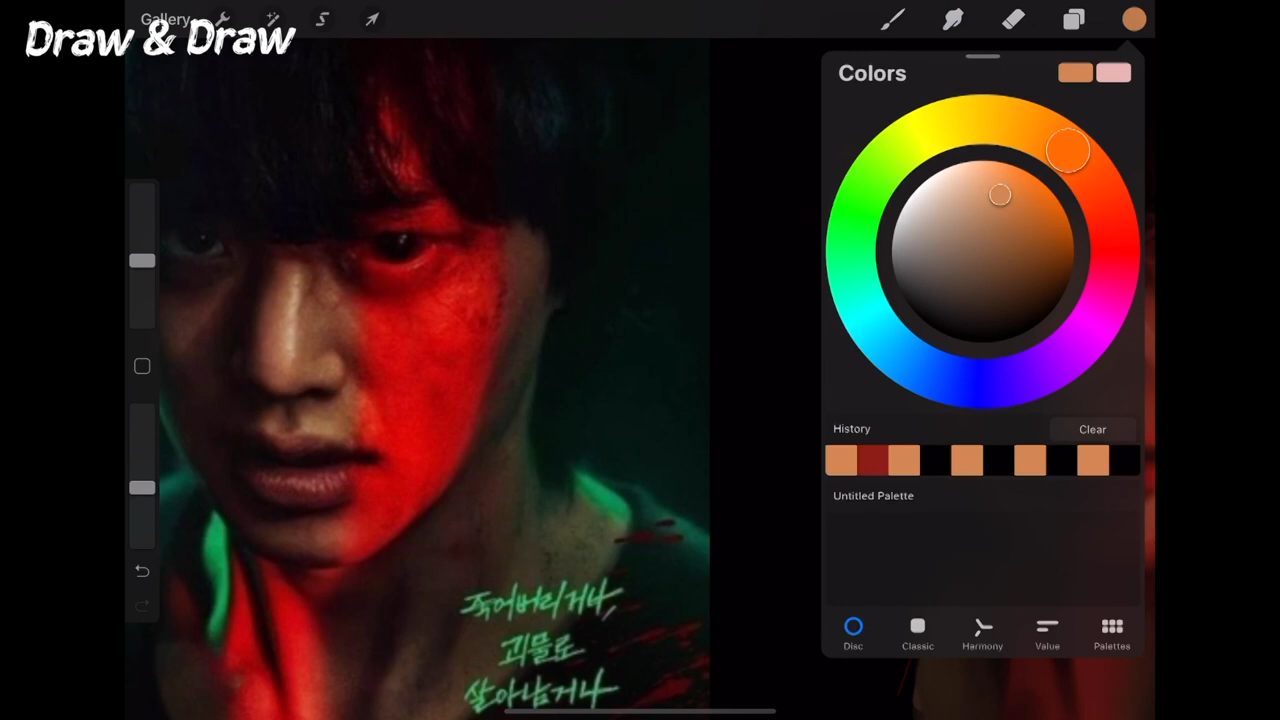 Gallery
Draw & Draw
Colors
History
Clear
Untitled Palette
Disc
Classic
Harmony
Value
Palettes
죽어버리거나,
괴물로
살아남거나